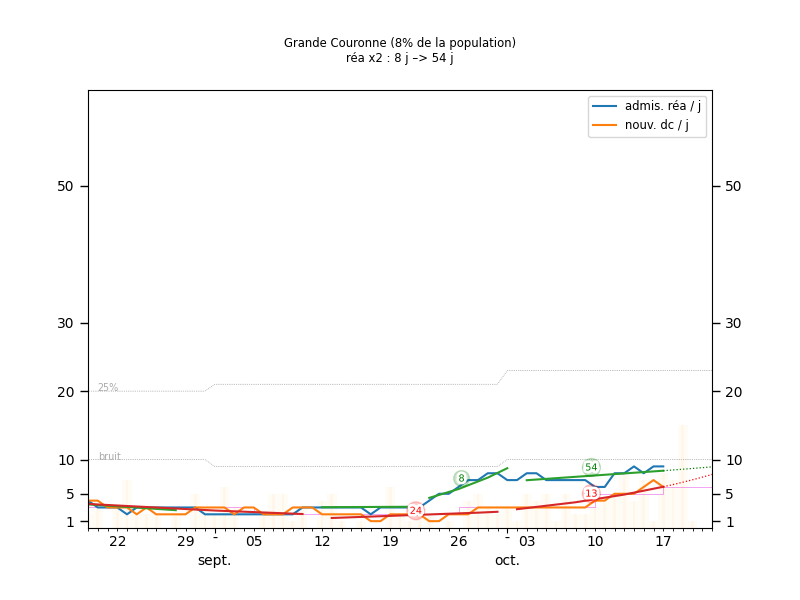 Grande Couronne (8% de la population)
réa x2 : 8 j –> 54 j
admis. réa / j
nouv. dc / j
50 50
30 30
20 20
25%
10 10
bruit
8 54
5 5
13
24
1 1
22 29 05 12 19 26 03 10 17
sept. oct.